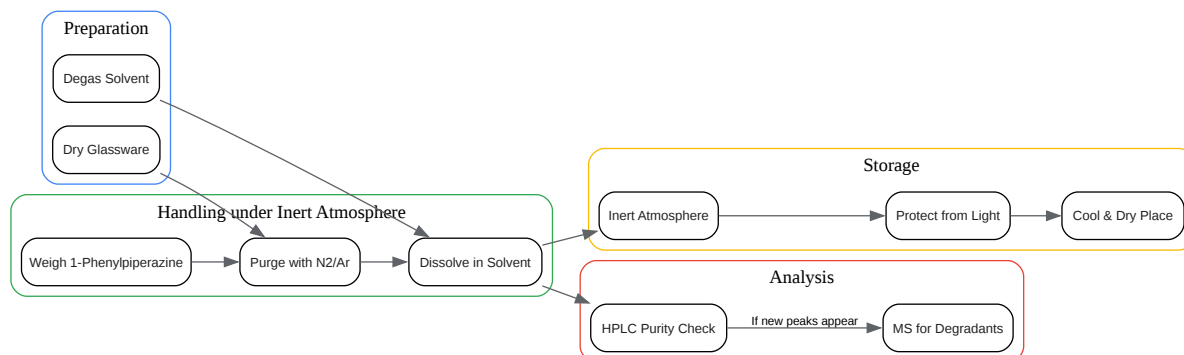 Preparation
Degas Solvent
Dry Glassware
Handling under Inert Atmosphere
Weigh 1-Phenylpiperazine
Purge with N2/Ar
Dissolve in Solvent
Storage
Inert Atmosphere
Protect from Light
Cool & Dry Place
Analysis
HPLC Purity Check
If new peaks appear
MS for Degradants